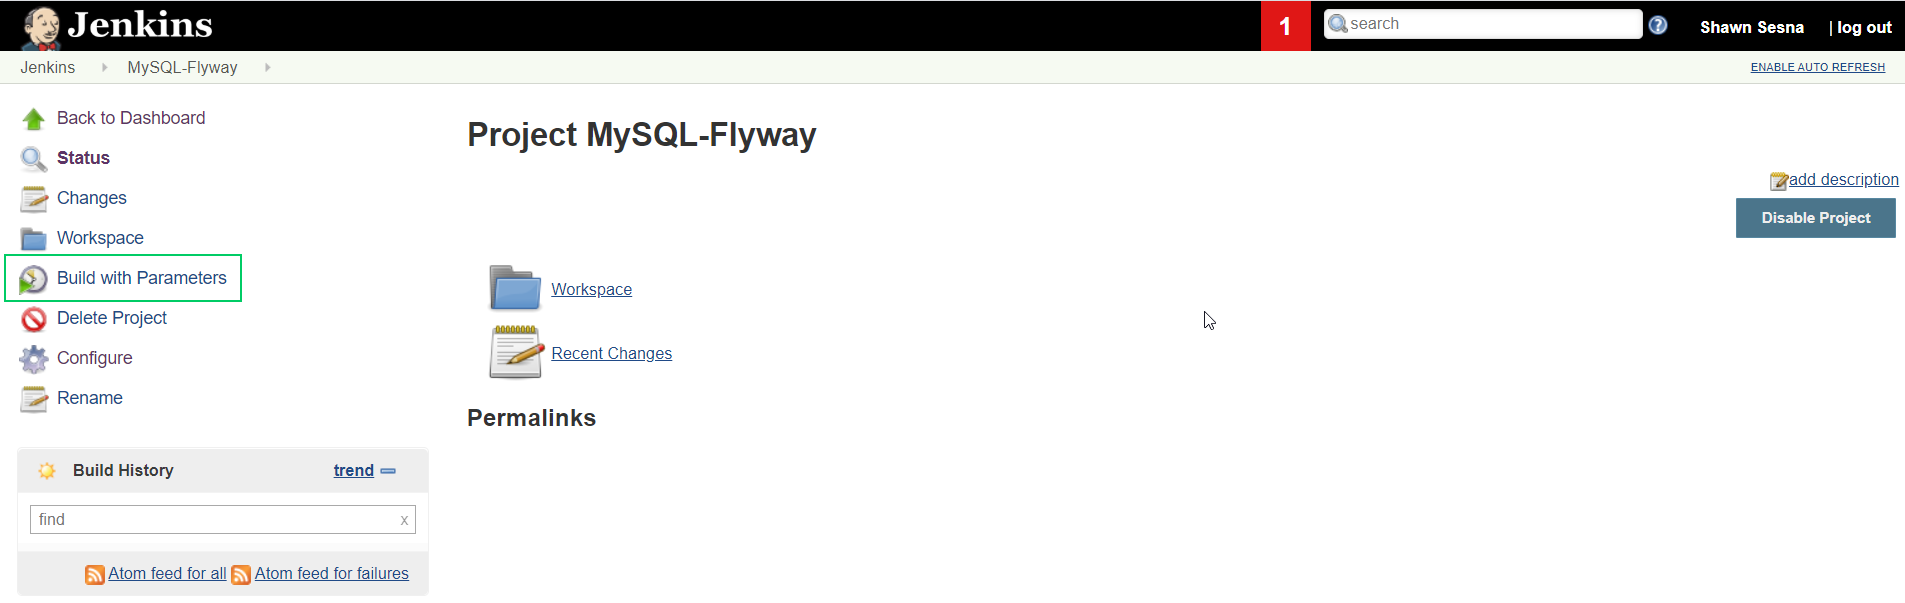 Jenkins
1
search
?
Shawn Sesna
| log out
Jenkins
MySQL-Flyway
ENABLE AUTO REFRESH
Back to Dashboard
Status
Changes
Workspace
Build with Parameters
Delete Project
Configure
Rename
Build History
trend
find
x
Atom feed for all
Atom feed for failures
Project MySQL-Flyway
add description
Disable Project
Workspace
Recent Changes
Permalinks